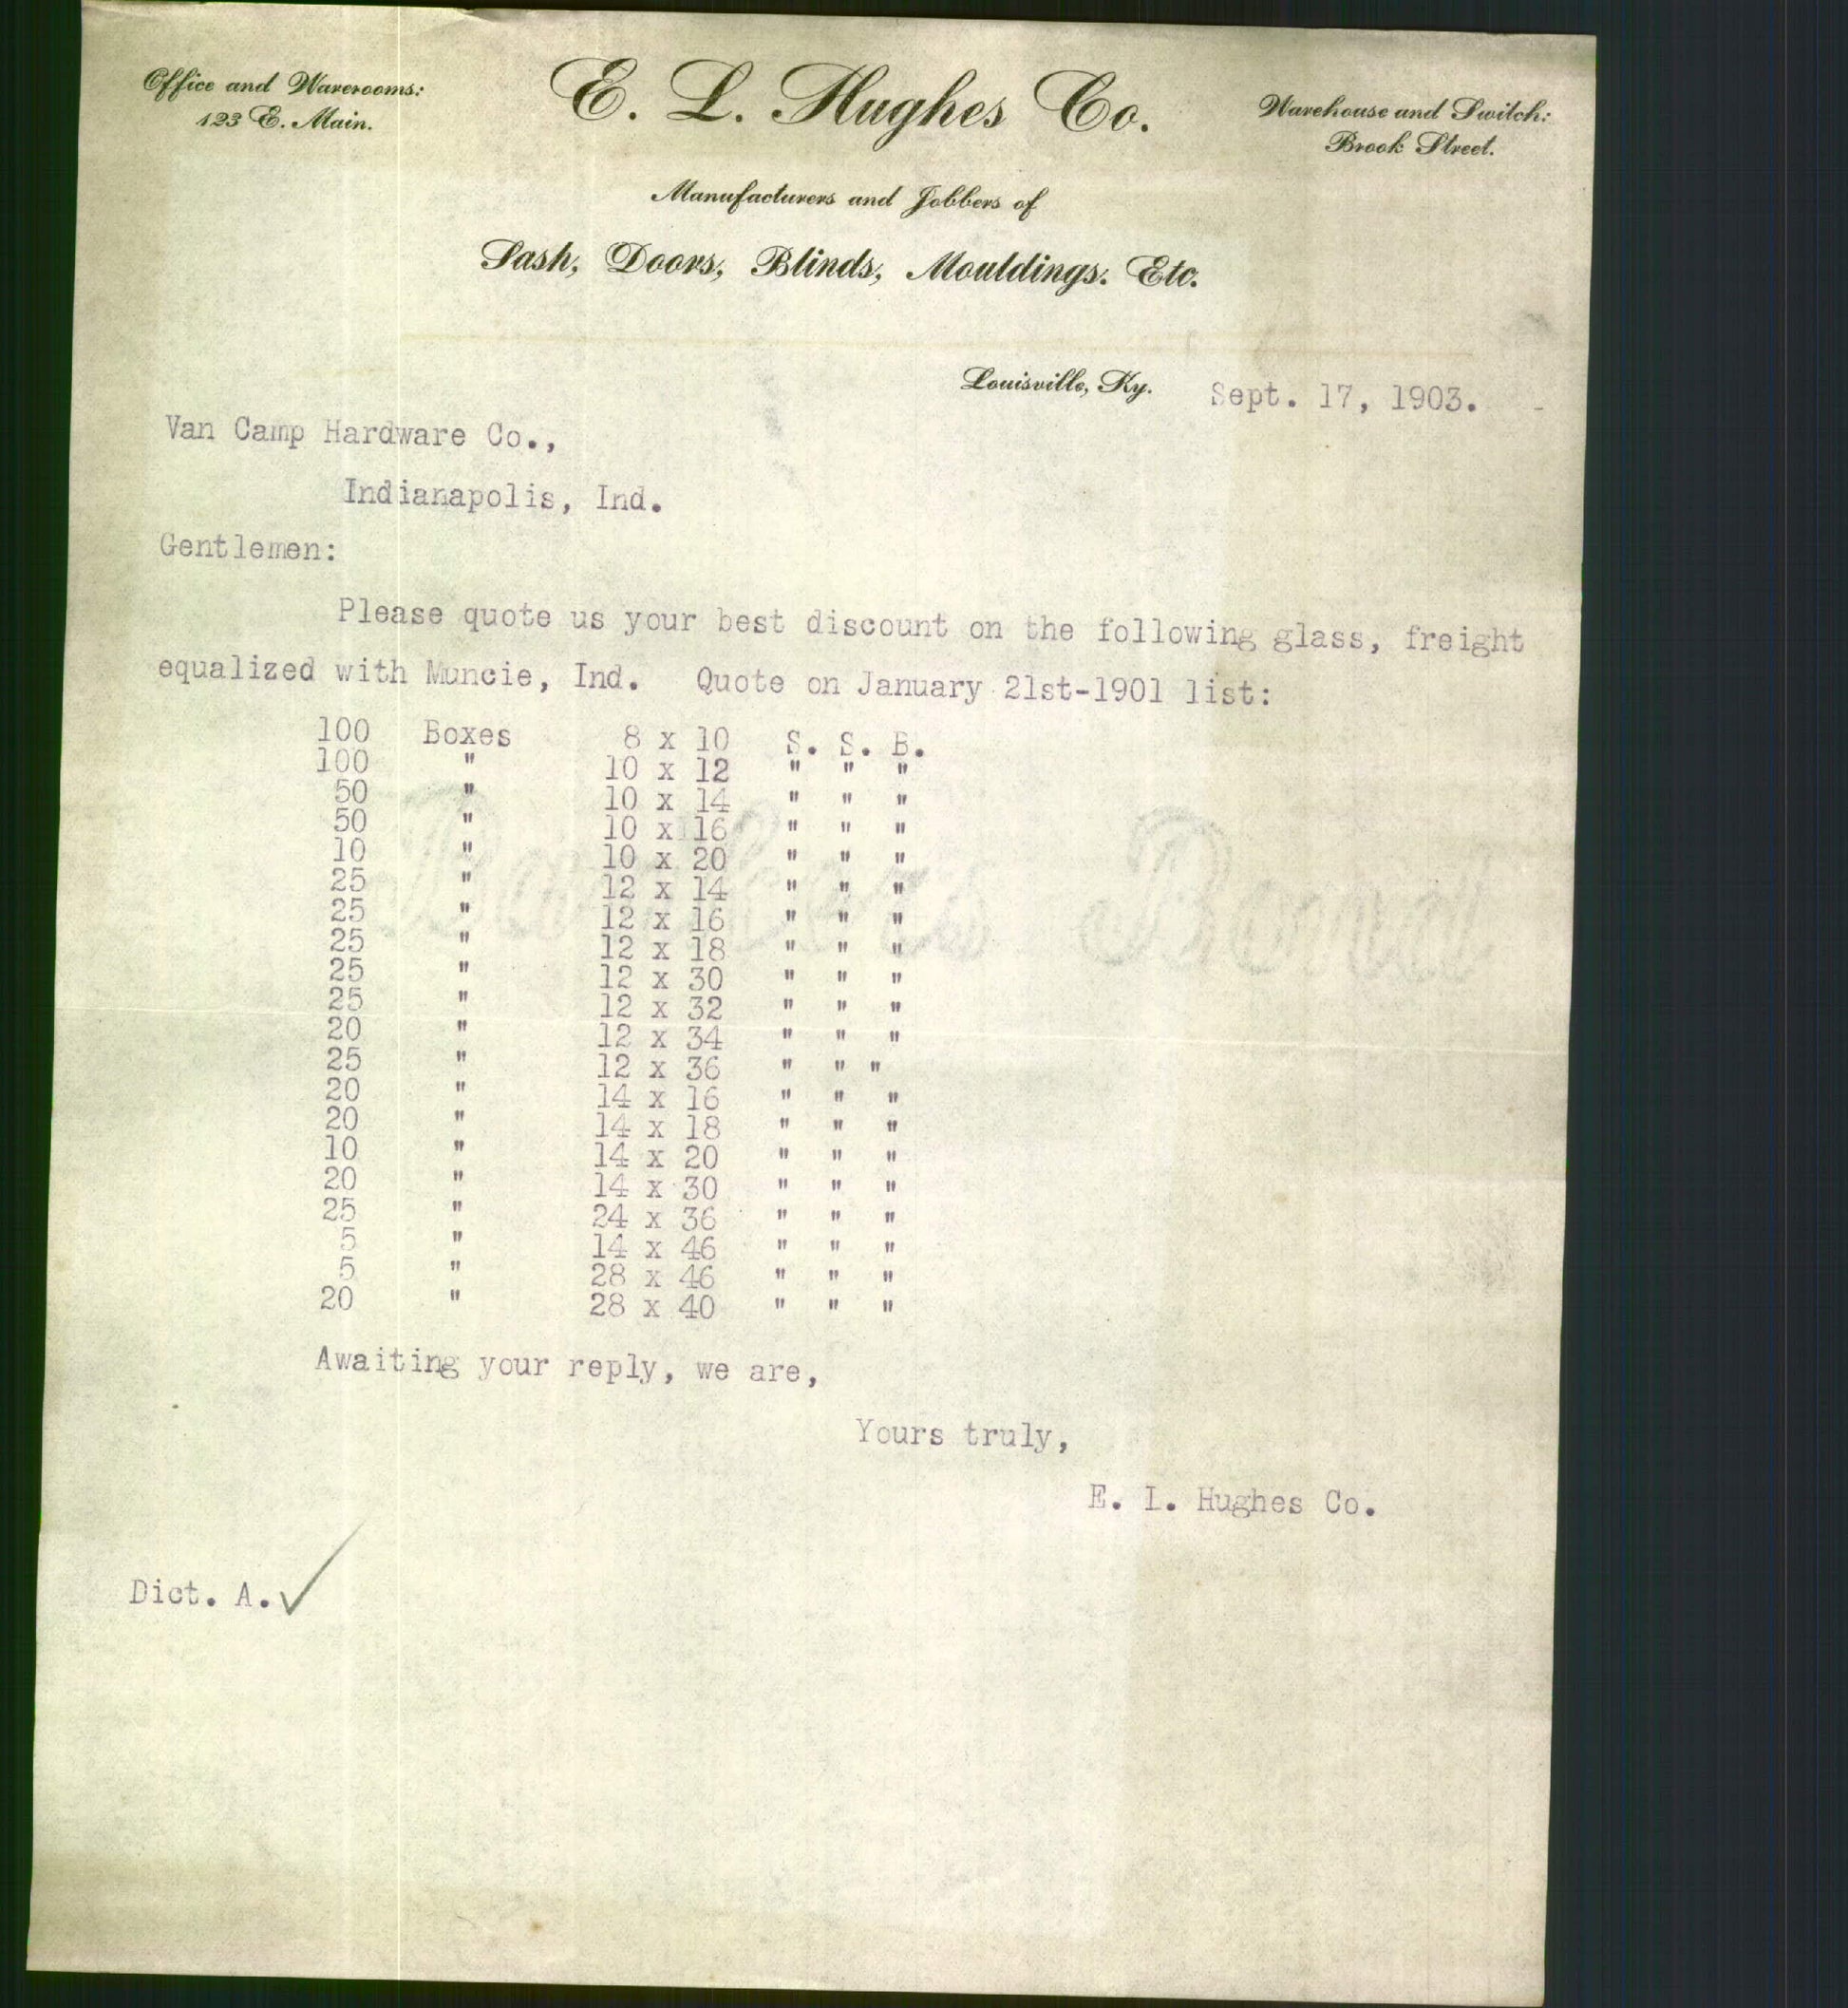 Office and Warerooms:
123 E. Main.
E. L. Hughes Co.
Warehouse and Switch:
Brook Street.
Manufacturers and Jobbers of
Sash, Doors, Blinds, Mouldings. Etc.
Louisville, Ky. Sept. 17, 1903.
Van Camp Hardware Co.,
Indianapolis, Ind.
Gentlemen:
Please quote us your best discount on the following glass, freight
equalized with Muncie, Ind. Quote on January 21st-1901 list:
100 Boxes 8 x 10 S. S. B.
100 " 10 x 12 " " "
50 " 10 x 14 " " "
50 " 10 x 16 " " "
10 " 10 x 20 " " "
25 " 12 x 14 " " "
25 " 12 x 16 " " "
25 " 12 x 18 " " "
25 " 12 x 30 " " "
25 " 12 x 32 " " "
20 " 12 x 34 " " "
25 " 12 x 36 " " "
20 " 14 x 16 " " "
20 " 14 x 18 " " "
10 " 14 x 20 " " "
20 " 14 x 30 " " "
25 " 24 x 36 " " "
5 " 14 x 46 " " "
5 " 28 x 46 " " "
20 " 28 x 40 " " "
Awaiting your reply, we are,
Yours truly,
E. L. Hughes Co.
Dict. A.